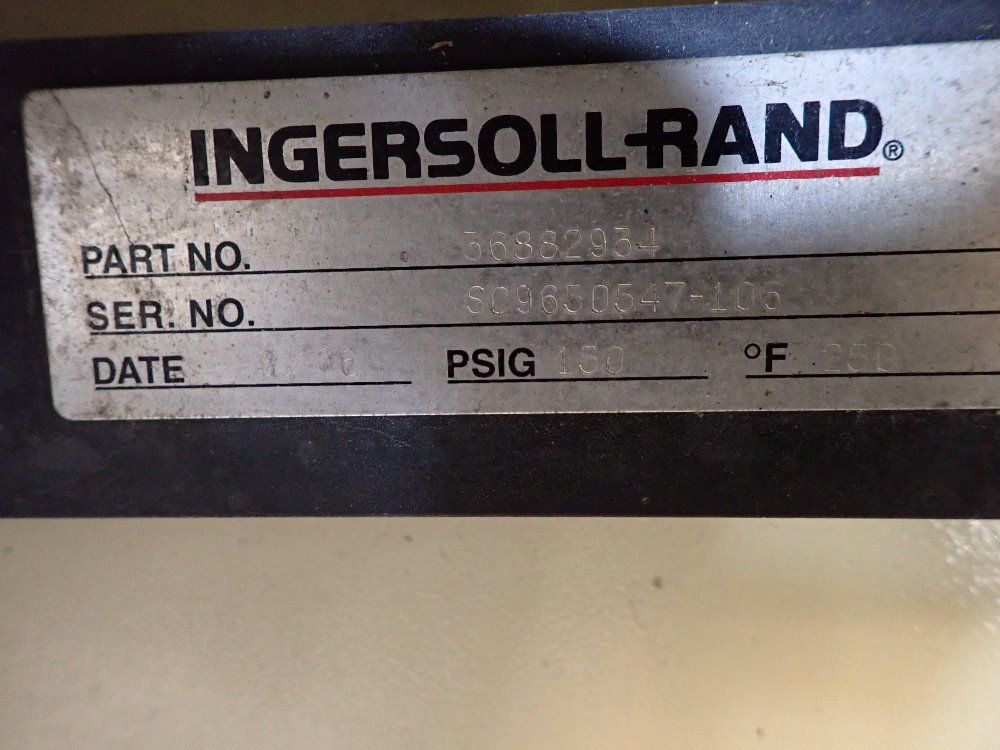 INGERSOLL-RAND®
PART NO. 36882934
SER. NO. SC9650547-106
DATE PSIG 150 °F 250